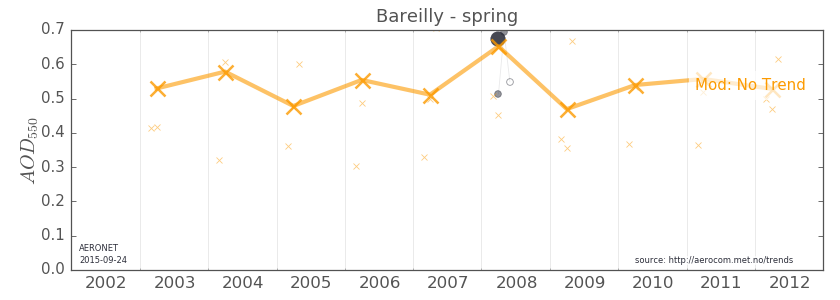 Bareilly - spring
0.7
0.6
0.5
0.4
0.3
0.2
0.1
0.0
AOD550
Mod: No Trend
AERONET
2015-09-24
source: http://aerocom.met.no/trends
2002 2003 2004 2005 2006 2007 2008 2009 2010 2011 2012